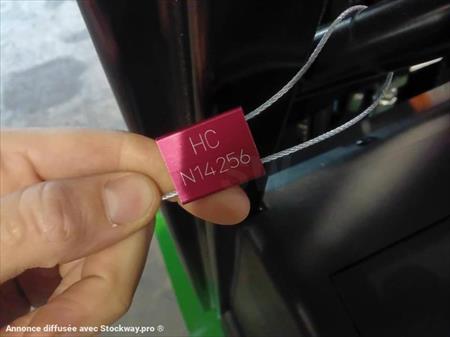 HC
N14256
Annonce diffusée avec Stockway.pro ®